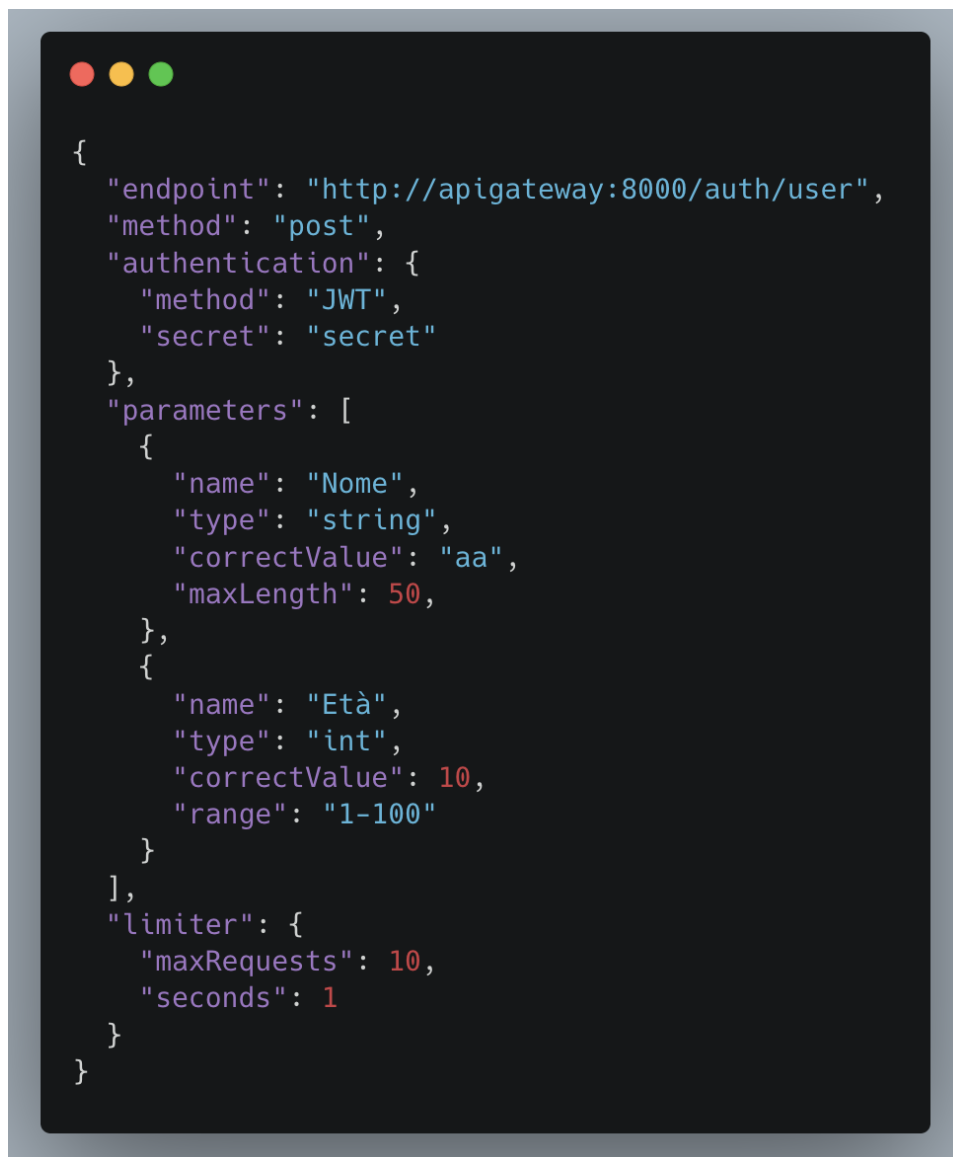 {
  "endpoint": "http://apigateway:8000/auth/user",
  "method": "post",
  "authentication": {
    "method": "JWT",
    "secret": "secret"
  },
  "parameters": [
    {
      "name": "Nome",
      "type": "string",
      "correctValue": "aa",
      "maxLength": 50,
    },
    {
      "name": "Età",
      "type": "int",
      "correctValue": 10,
      "range": "1-100"
    }
  ],
  "limiter": {
    "maxRequests": 10,
    "seconds": 1
  }
}